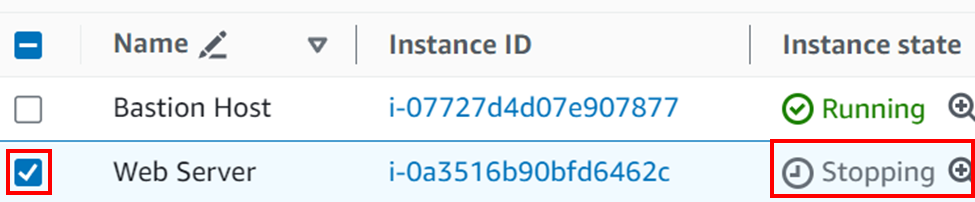 Name Instance ID Instance state
Bastion Host i-07727d4d07e907877 Running
Web Server i-0a3516b90bfd6462c Stopping